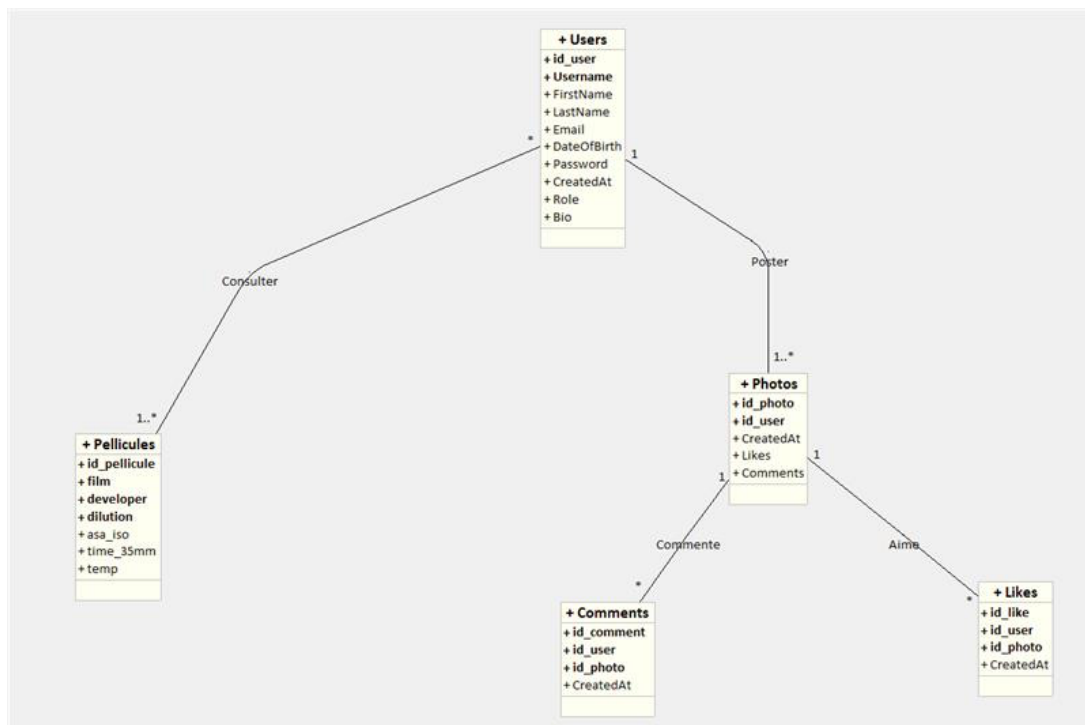 + Users
+ id_user
+ Username
+ FirstName
+ LastName
+ Email
+ DateOfBirth
+ Password
+ CreatedAt
+ Role
+ Bio
*
1
Consulter
Poster
1..*
1..*
+ Pellicules
+ id_pellicule
+ film
+ developer
+ dilution
+ asa_iso
+ time_35mm
+ temp
+ Photos
+ id_photo
+ id_user
+ CreatedAt
+ Likes
+ Comments
1
1
Commente
Aime
*
*
+ Comments
+ id_comment
+ id_user
+ id_photo
+ CreatedAt
+ Likes
+ id_like
+ id_user
+ id_photo
+ CreatedAt